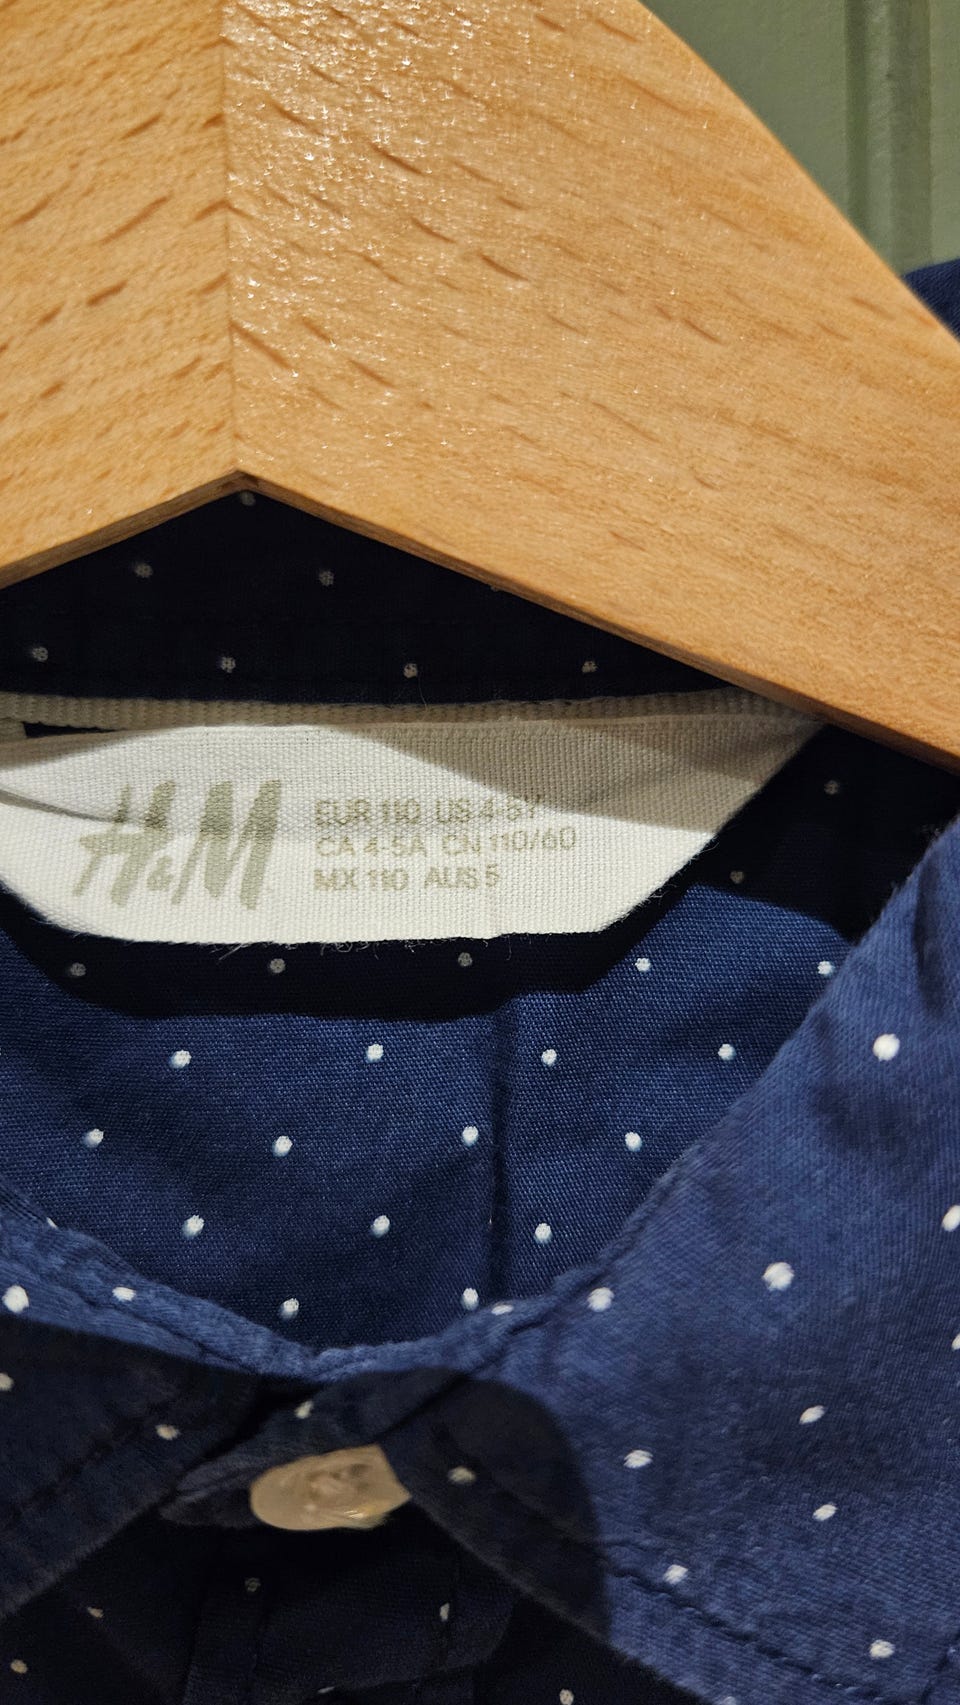 H&M
EUR 110 US 4-5Y
CA 4-5A CN 110/60
MX 110 AUS 5